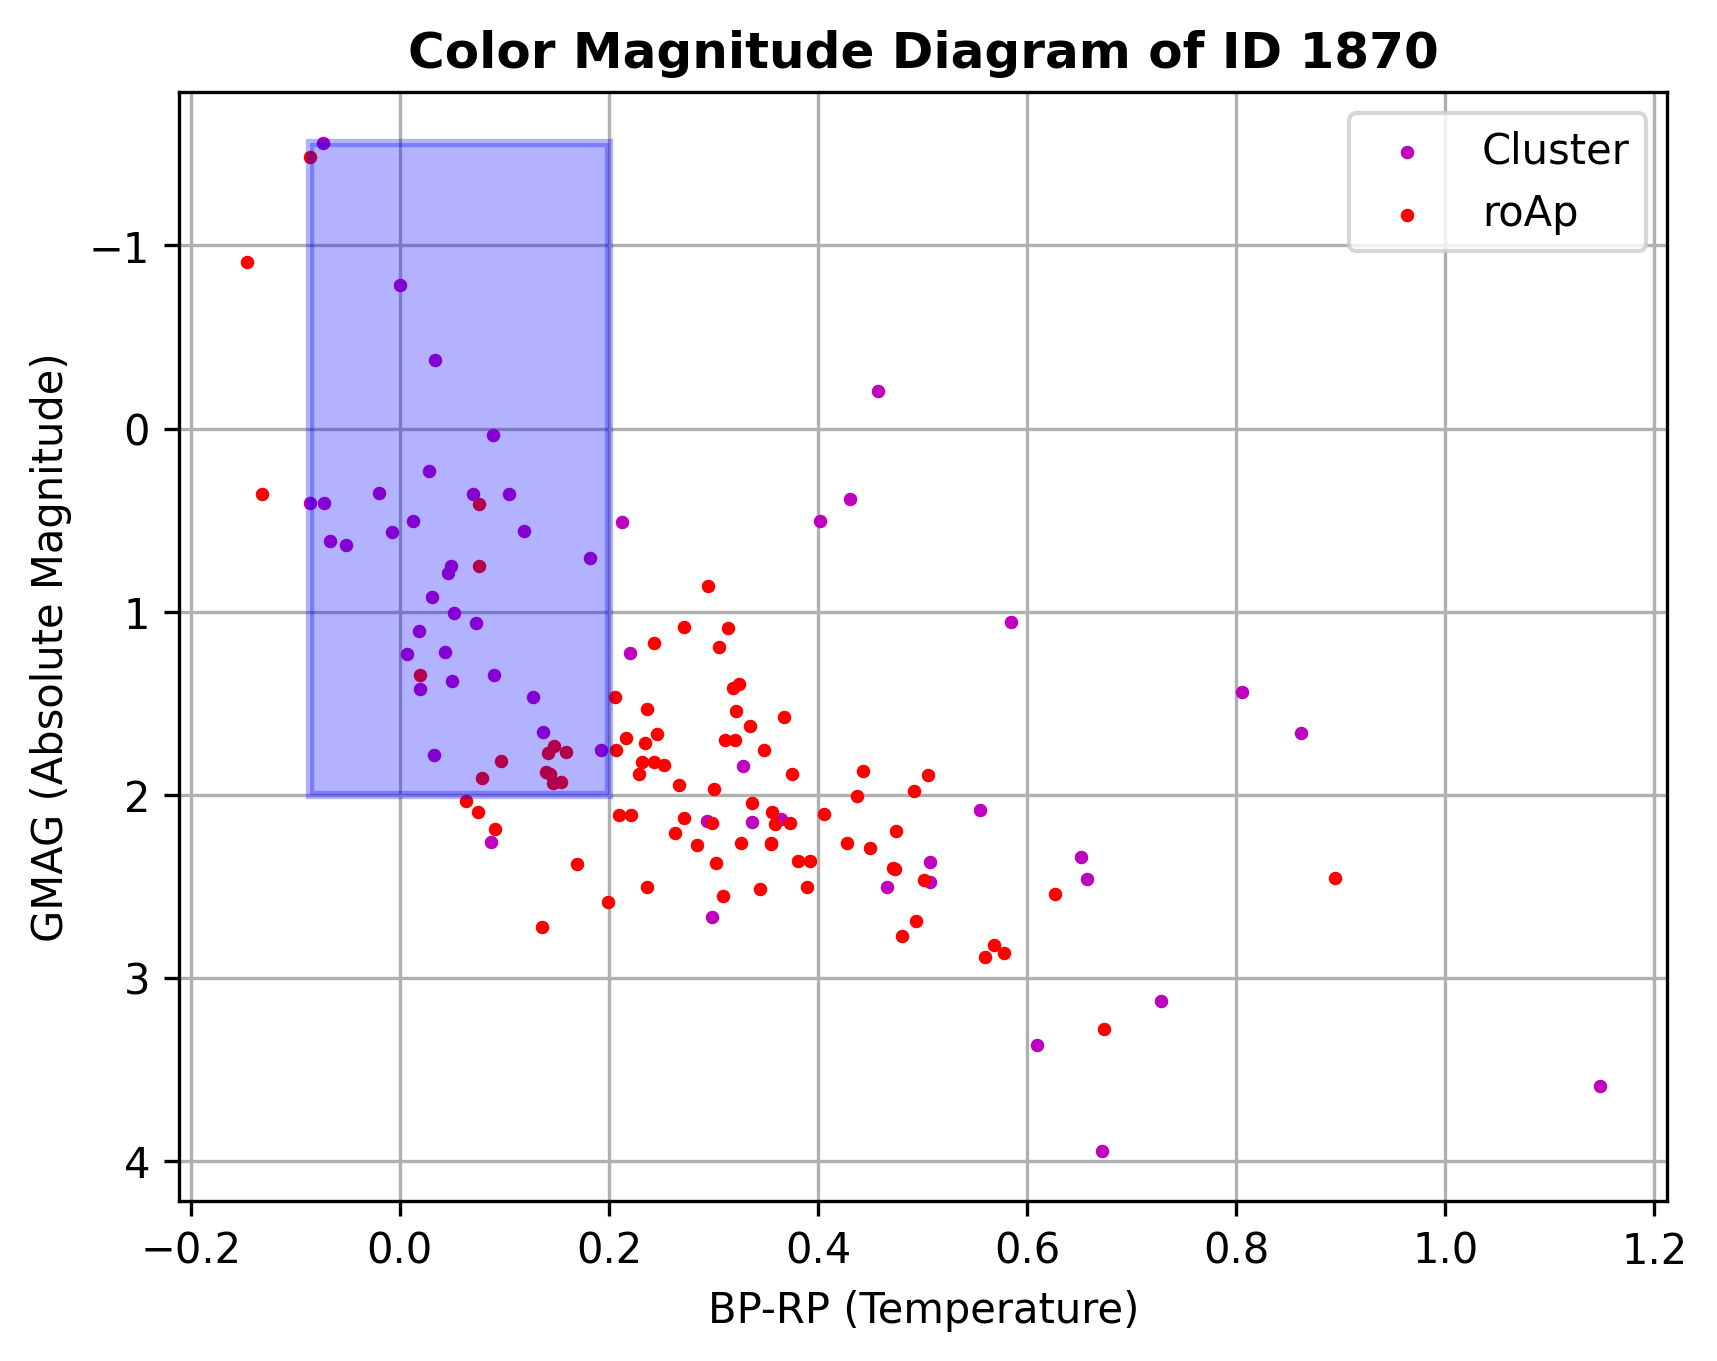 Color Magnitude Diagram of ID 1870
Cluster
roAp
−1
0
1
2
3
4
GMAG (Absolute Magnitude)
−0.2 0.0 0.2 0.4 0.6 0.8 1.0 1.2
BP-RP (Temperature)